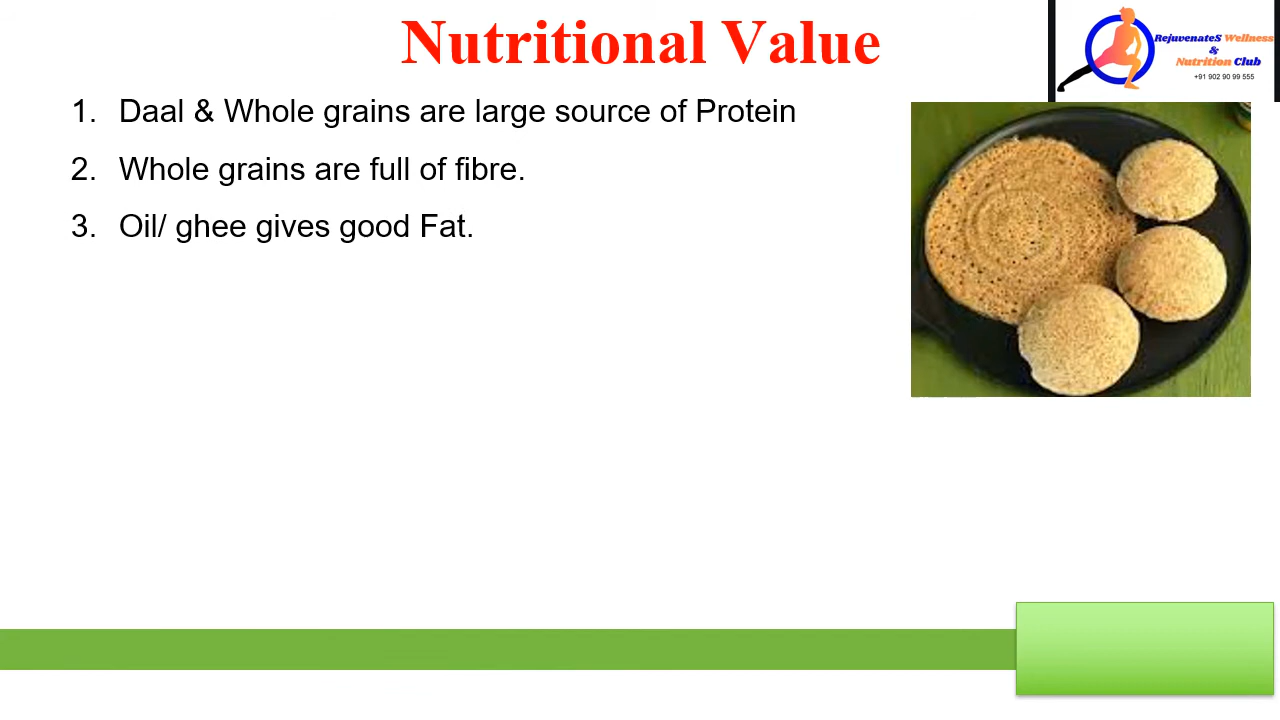 Nutritional Value
RejuvenateS Wellness
&
Nutrition Club
+91 902 90 99 555
1. Daal & Whole grains are large source of Protein
2. Whole grains are full of fibre.
3. Oil/ ghee gives good Fat.